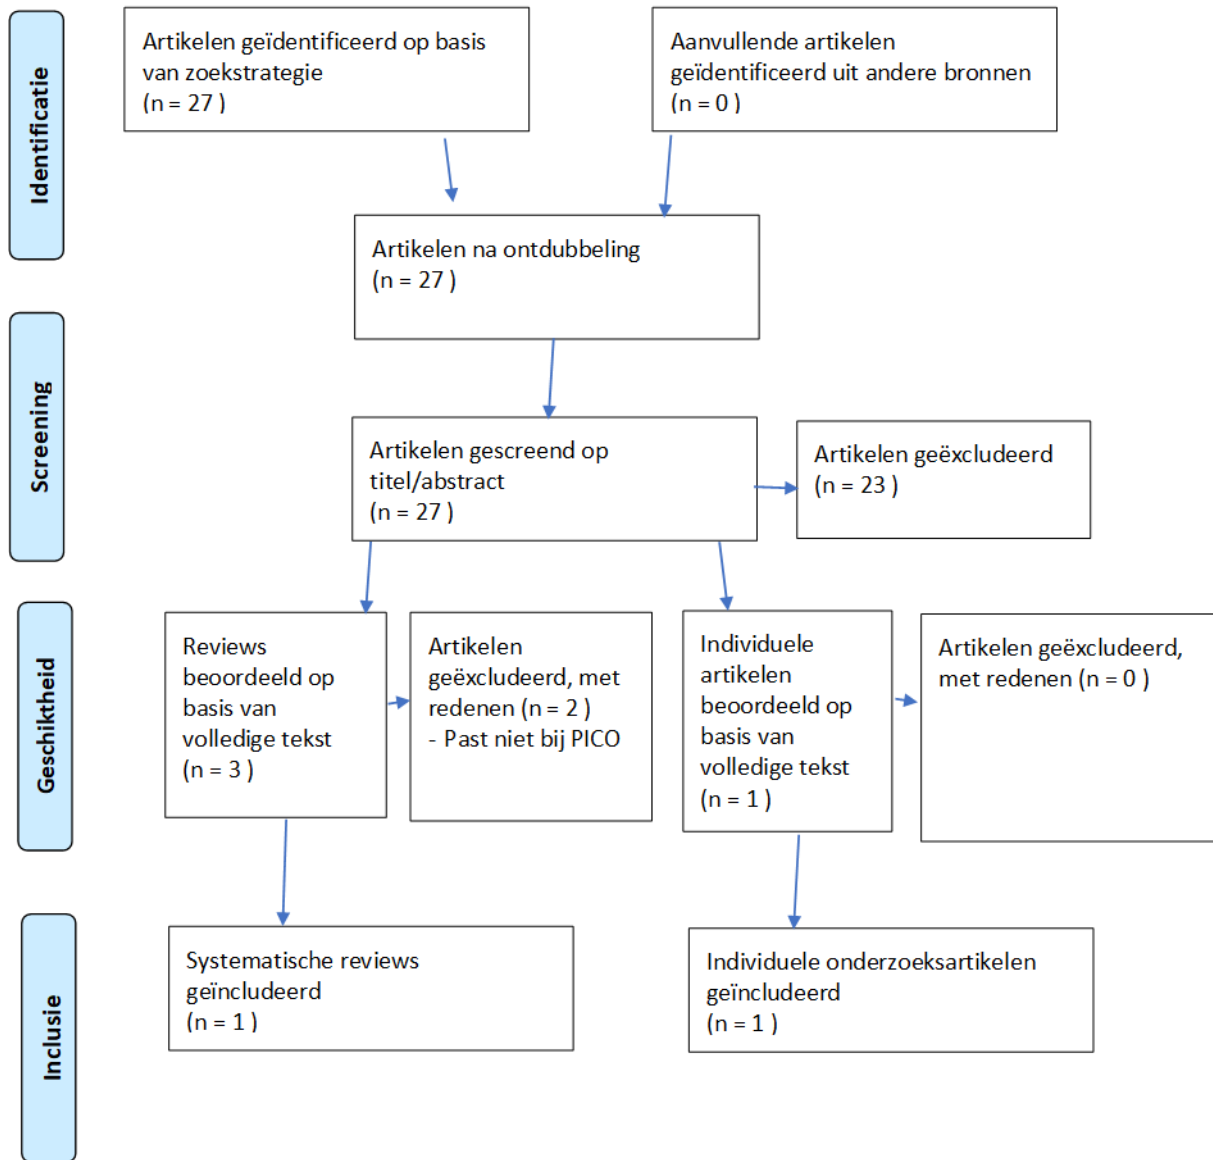 Identificatie
Artikelen geïdentificeerd op basis
van zoekstrategie
(n = 27 )
Aanvullende artikelen
geïdentificeerd uit andere bronnen
(n = 0 )
Artikelen na ontdubbeling
(n = 27 )
Screening
Artikelen gescreend op
titel/abstract
(n = 27 )
Artikelen geëxcludeerd
(n = 23 )
Geschiktheid
Reviews
beoordeeld op
basis van
volledige tekst
(n = 3 )
Artikelen
geëxcludeerd, met
redenen (n = 2 )
- Past niet bij PICO
Individuele
artikelen
beoordeeld op
basis van
volledige tekst
(n = 1 )
Artikelen geëxcludeerd,
met redenen (n = 0 )
Inclusie
Systematische reviews
geïncludeerd
(n = 1 )
Individuele onderzoeksartikelen
geïncludeerd
(n = 1 )